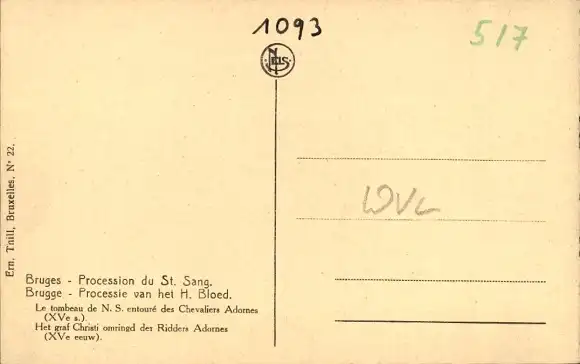 1093
517
NELS
Ern. Thill, Bruxelles, N° 22.
Bruges - Procession du St. Sang.
Brugge - Processie van het H. Bloed.
Le tombeau de N. S. entouré des Chevaliers Adornes
(XVe s.).
Het graf Christi omringd der Ridders Adornes
(XVe eeuw).